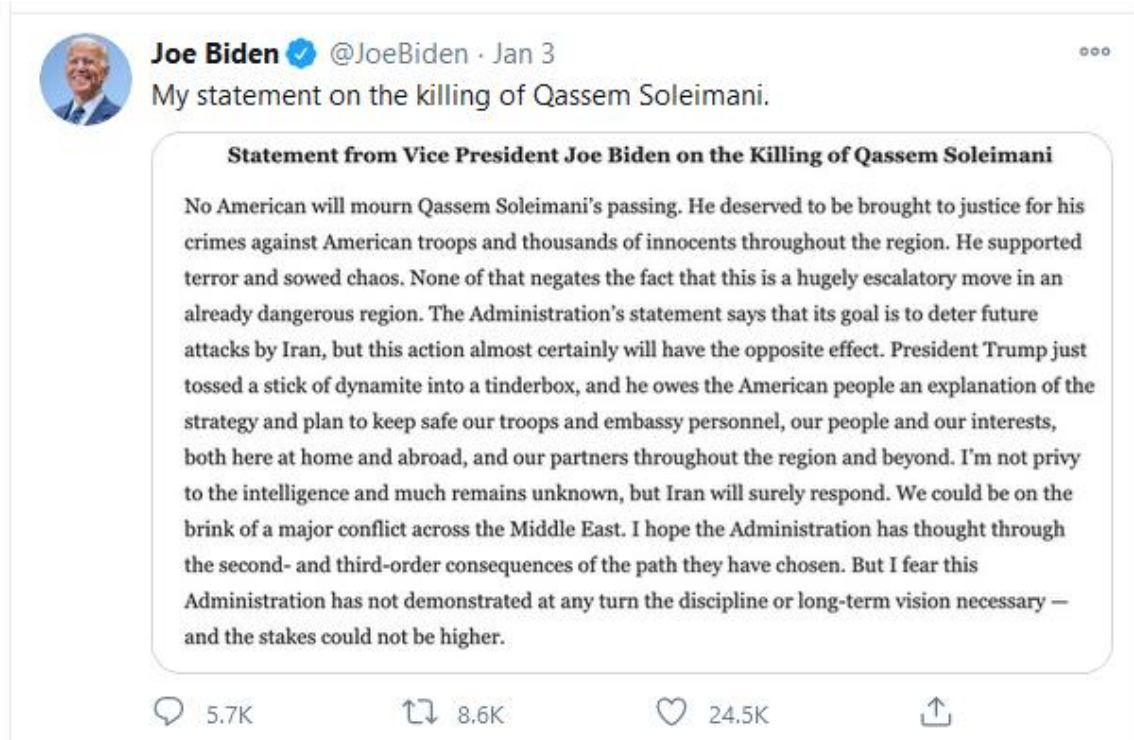 Joe Biden @JoeBiden · Jan 3
My statement on the killing of Qassem Soleimani.
Statement from Vice President Joe Biden on the Killing of Qassem Soleimani
No American will mourn Qassem Soleimani's passing. He deserved to be brought to justice for his
crimes against American troops and thousands of innocents throughout the region. He supported
terror and sowed chaos. None of that negates the fact that this is a hugely escalatory move in an
already dangerous region. The Administration's statement says that its goal is to deter future
attacks by Iran, but this action almost certainly will have the opposite effect. President Trump just
tossed a stick of dynamite into a tinderbox, and he owes the American people an explanation of the
strategy and plan to keep safe our troops and embassy personnel, our people and our interests,
both here at home and abroad, and our partners throughout the region and beyond. I'm not privy
to the intelligence and much remains unknown, but Iran will surely respond. We could be on the
brink of a major conflict across the Middle East. I hope the Administration has thought through
the second- and third-order consequences of the path they have chosen. But I fear this
Administration has not demonstrated at any turn the discipline or long-term vision necessary —
and the stakes could not be higher.
5.7K 8.6K 24.5K